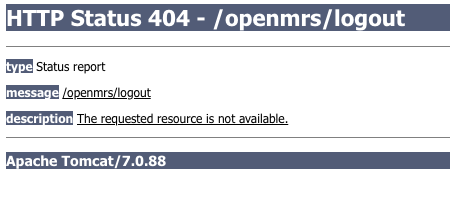 HTTP Status 404 - /openmrs/logout
type Status report
message /openmrs/logout
description The requested resource is not available.
Apache Tomcat/7.0.88